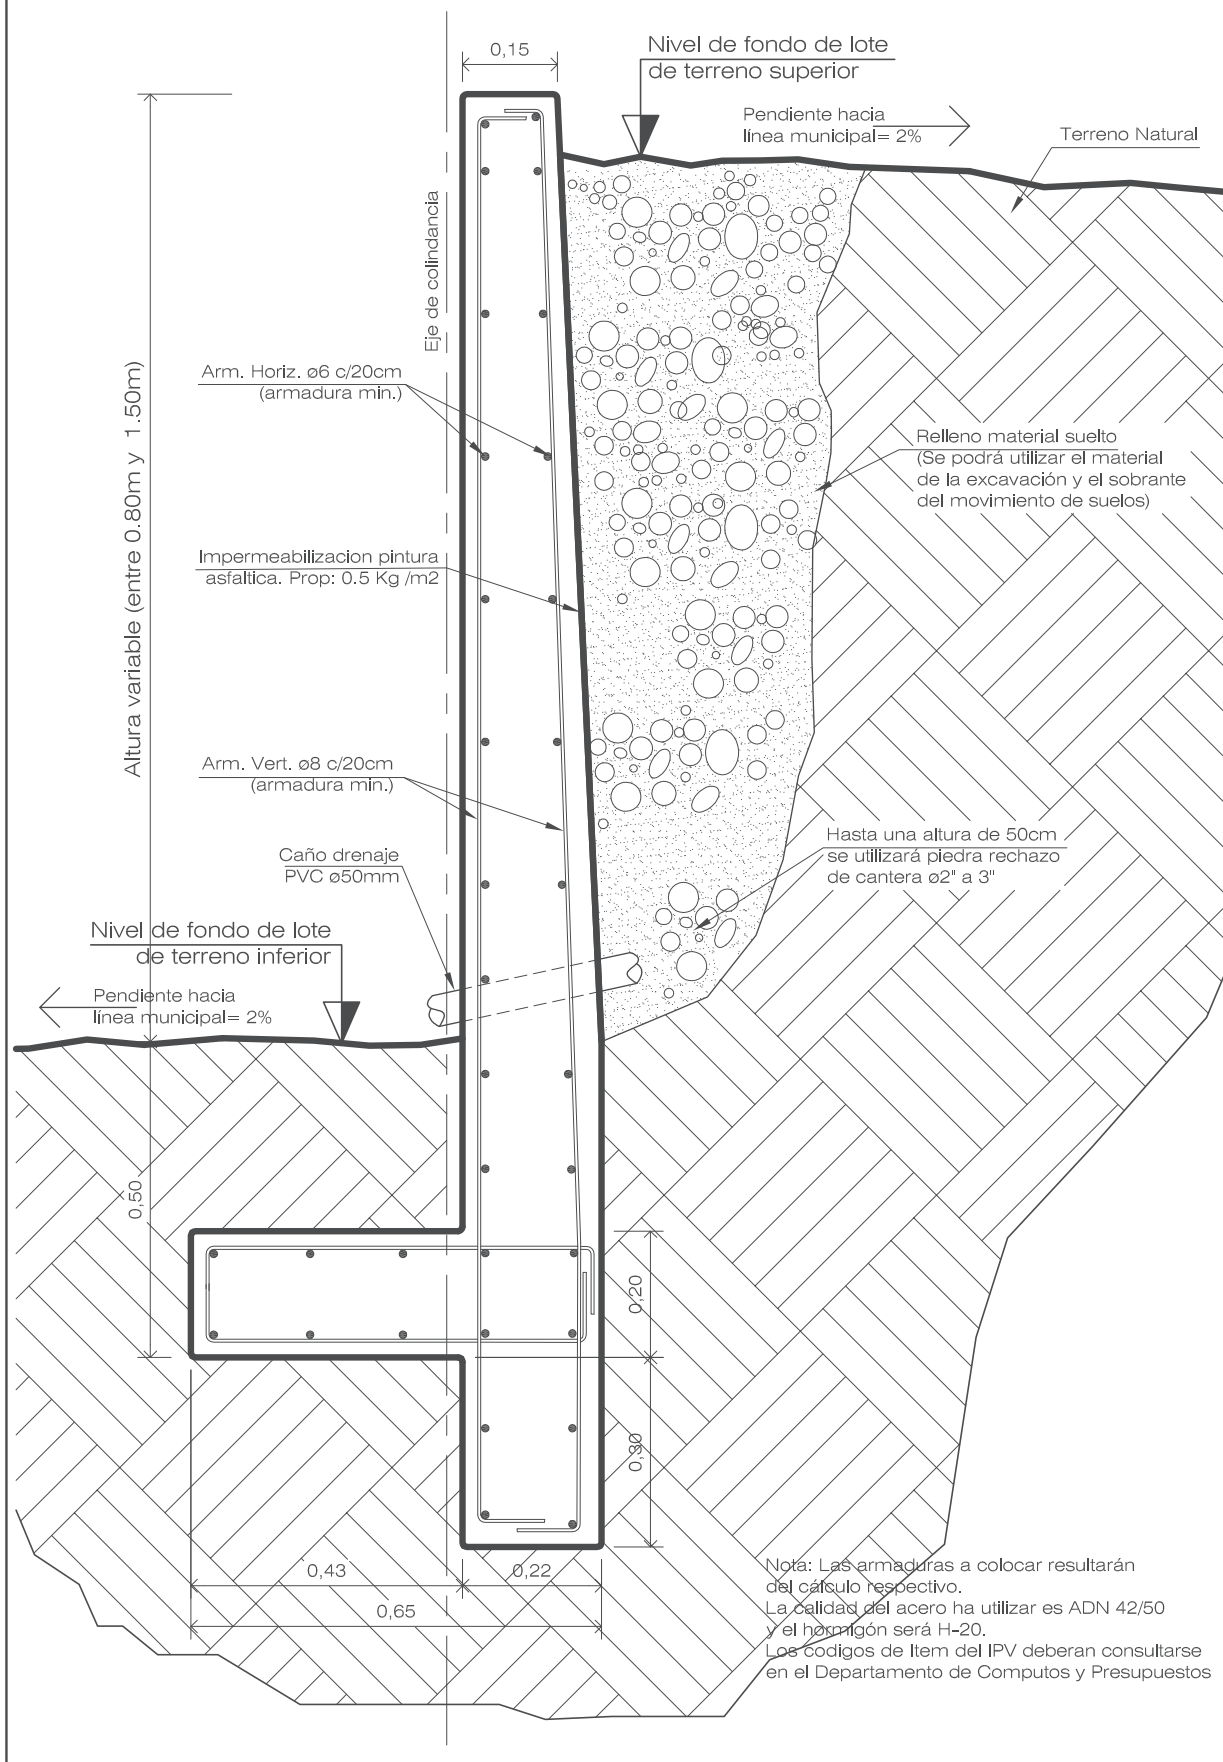 0,15
Nivel de fondo de lote
de terreno superior
Pendiente hacia
línea municipal= 2%
Terreno Natural
Eje de colindancia
Altura variable (entre 0.80m y 1.50m)
Arm. Horiz. ø6 c/20cm
(armadura min.)
Relleno material suelto
(Se podrá utilizar el material
de la excavación y el sobrante
del movimiento de suelos)
Impermeabilizacion pintura
asfaltica. Prop: 0.5 Kg /m2
Arm. Vert. ø8 c/20cm
(armadura min.)
Hasta una altura de 50cm
se utilizará piedra rechazo
de cantera ø2" a 3"
Caño drenaje
PVC ø50mm
Nivel de fondo de lote
de terreno inferior
Pendiente hacia
línea municipal= 2%
0,50
0,20
0,30
0,43
0,22
0,65
Nota: Las armaduras a colocar resultarán
del cálculo respectivo.
La calidad del acero ha utilizar es ADN 42/50
y el hormigón será H-20.
Los codigos de Item del IPV deberan consultarse
en el Departamento de Computos y Presupuestos